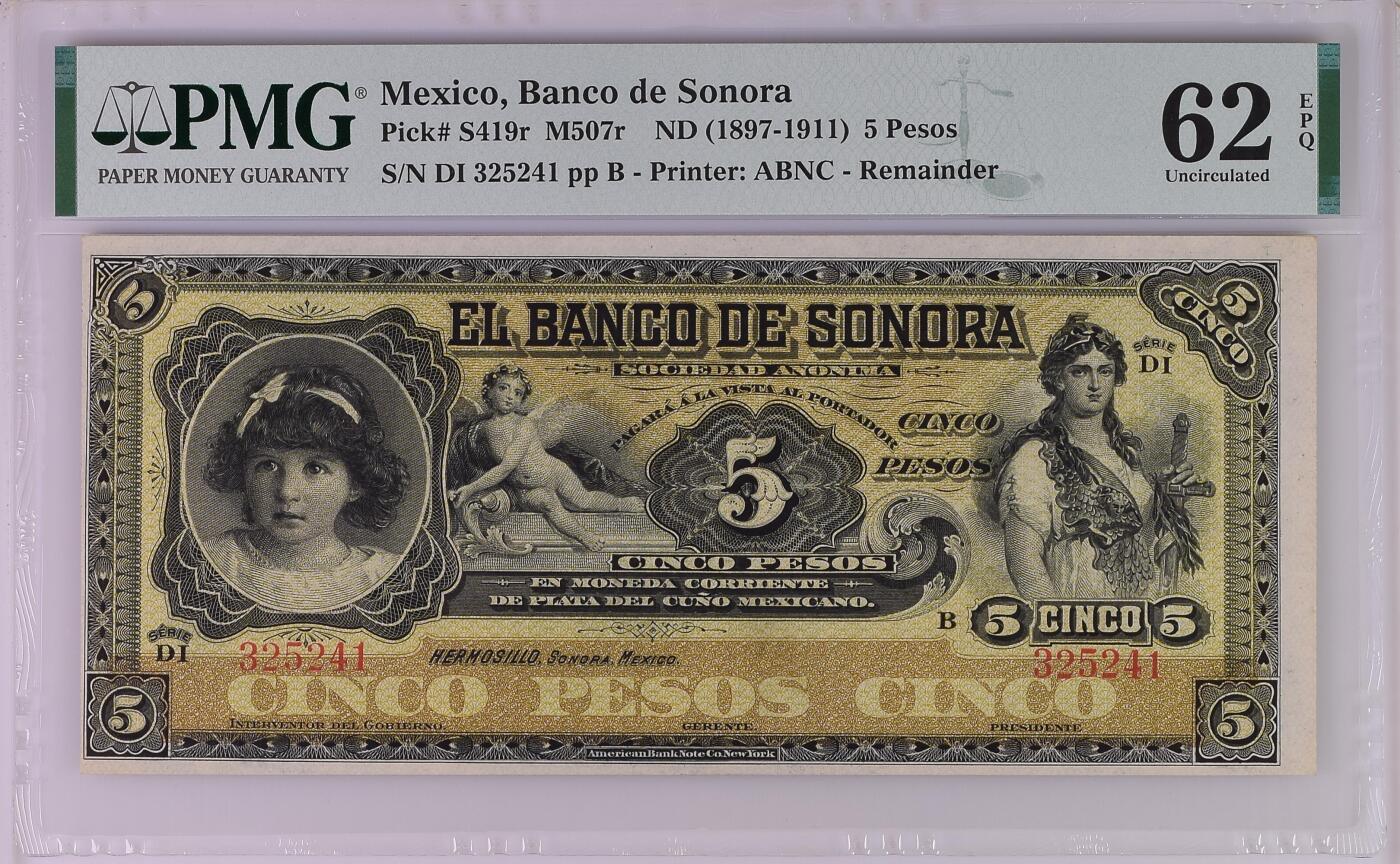 PMG®
PAPER MONEY GUARANTY
Mexico, Banco de Sonora
Pick# S419r M507r ND (1897-1911) 5 Pesos
S/N DI 325241 pp B - Printer: ABNC - Remainder
62
Uncirculated
EPQ
5
EL BANCO DE SONORA
5
CINCO
SOCIEDAD ANONIMA
SÉRIE
DI
PAGARÁ Á LA VISTA AL PORTADOR
CINCO
PESOS
5
CINCO PESOS
EN MONEDA CORRIENTE
DE PLATA DEL CUÑO MEXICANO.
B 5 CINCO 5
SÉRIE
DI
325241
HERMOSILLO, SONORA, MEXICO.
325241
CINCO PESOS CINCO
5
5
INTERVENTOR DEL GOBIERNO
GERENTE
PRESIDENTE
American Bank Note Co. New York